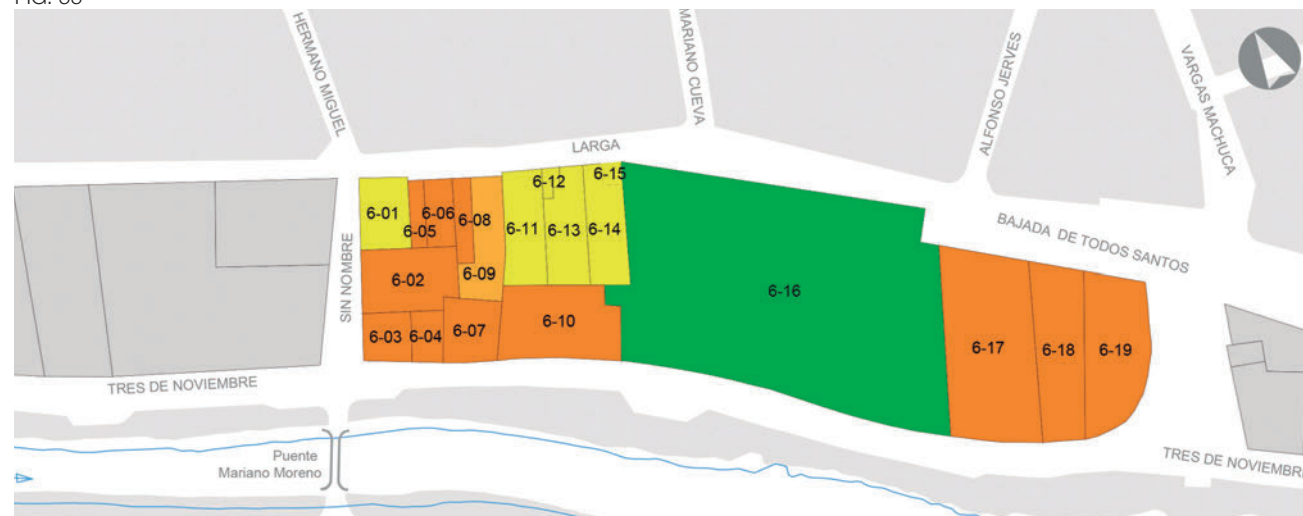 HERMANO MIGUEL
MARIANO CUEVA
ALFONSO JERVES
VARGAS MACHUCA
LARGA
6-12
6-15
6-01
6-06
6-08
6-05
6-11
6-13
6-14
BAJADA DE TODOS SANTOS
SIN NOMBRE
6-02
6-09
6-16
6-03
6-04
6-07
6-10
6-17
6-18
6-19
TRES DE NOVIEMBRE
Puente
Mariano Moreno
TRES DE NOVIEMBRE